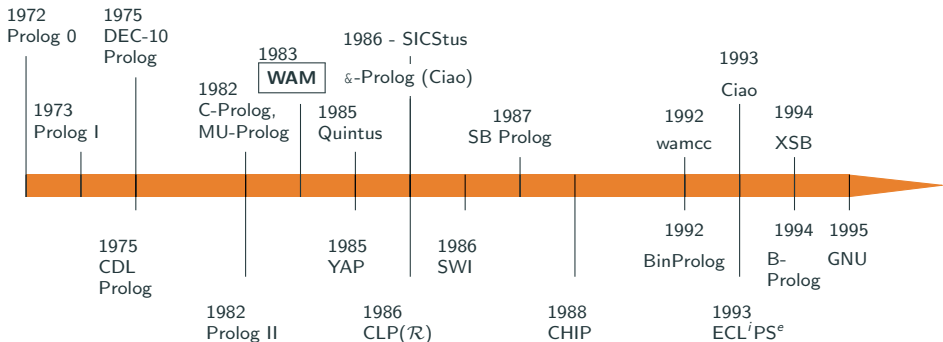 1972
Prolog 0
1973
Prolog I
1975
DEC-10
Prolog
1982
C-Prolog,
MU-Prolog
1983
WAM
1985
Quintus
1986 - SICStus
&-Prolog (Ciao)
1987
SB Prolog
1992
wamcc
1993
Ciao
1994
XSB
1975
CDL
Prolog
1982
Prolog II
1985
YAP
1986
CLP(ℛ)
1986
SWI
1988
CHIP
1992
BinProlog
1993
ECLⁱPSᵉ
1994
B-
Prolog
1995
GNU